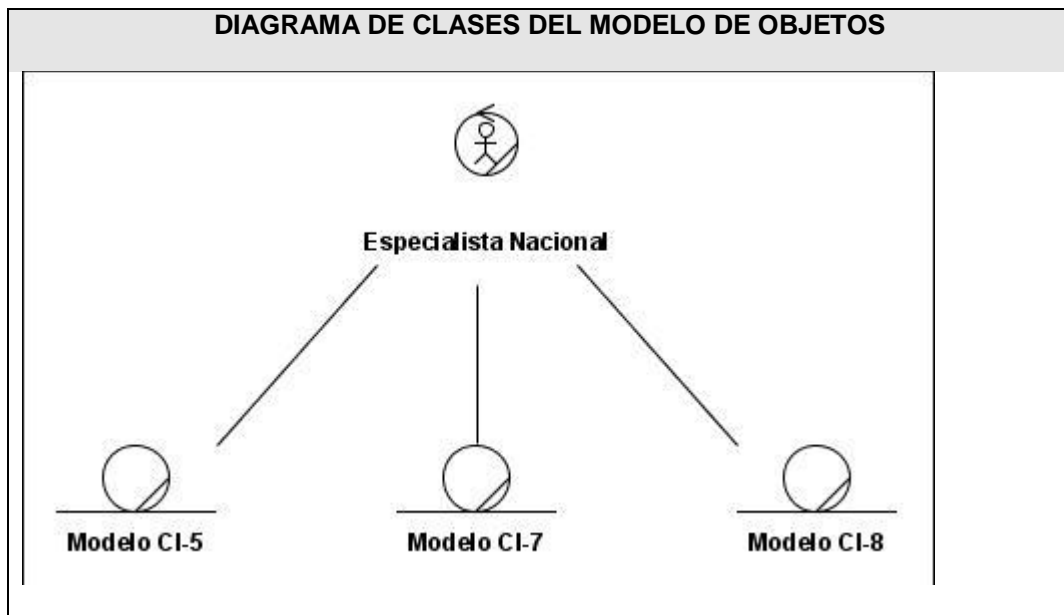 DIAGRAMA DE CLASES DEL MODELO DE OBJETOS
Especialista Nacional
Modelo CI-5
Modelo CI-7
Modelo CI-8